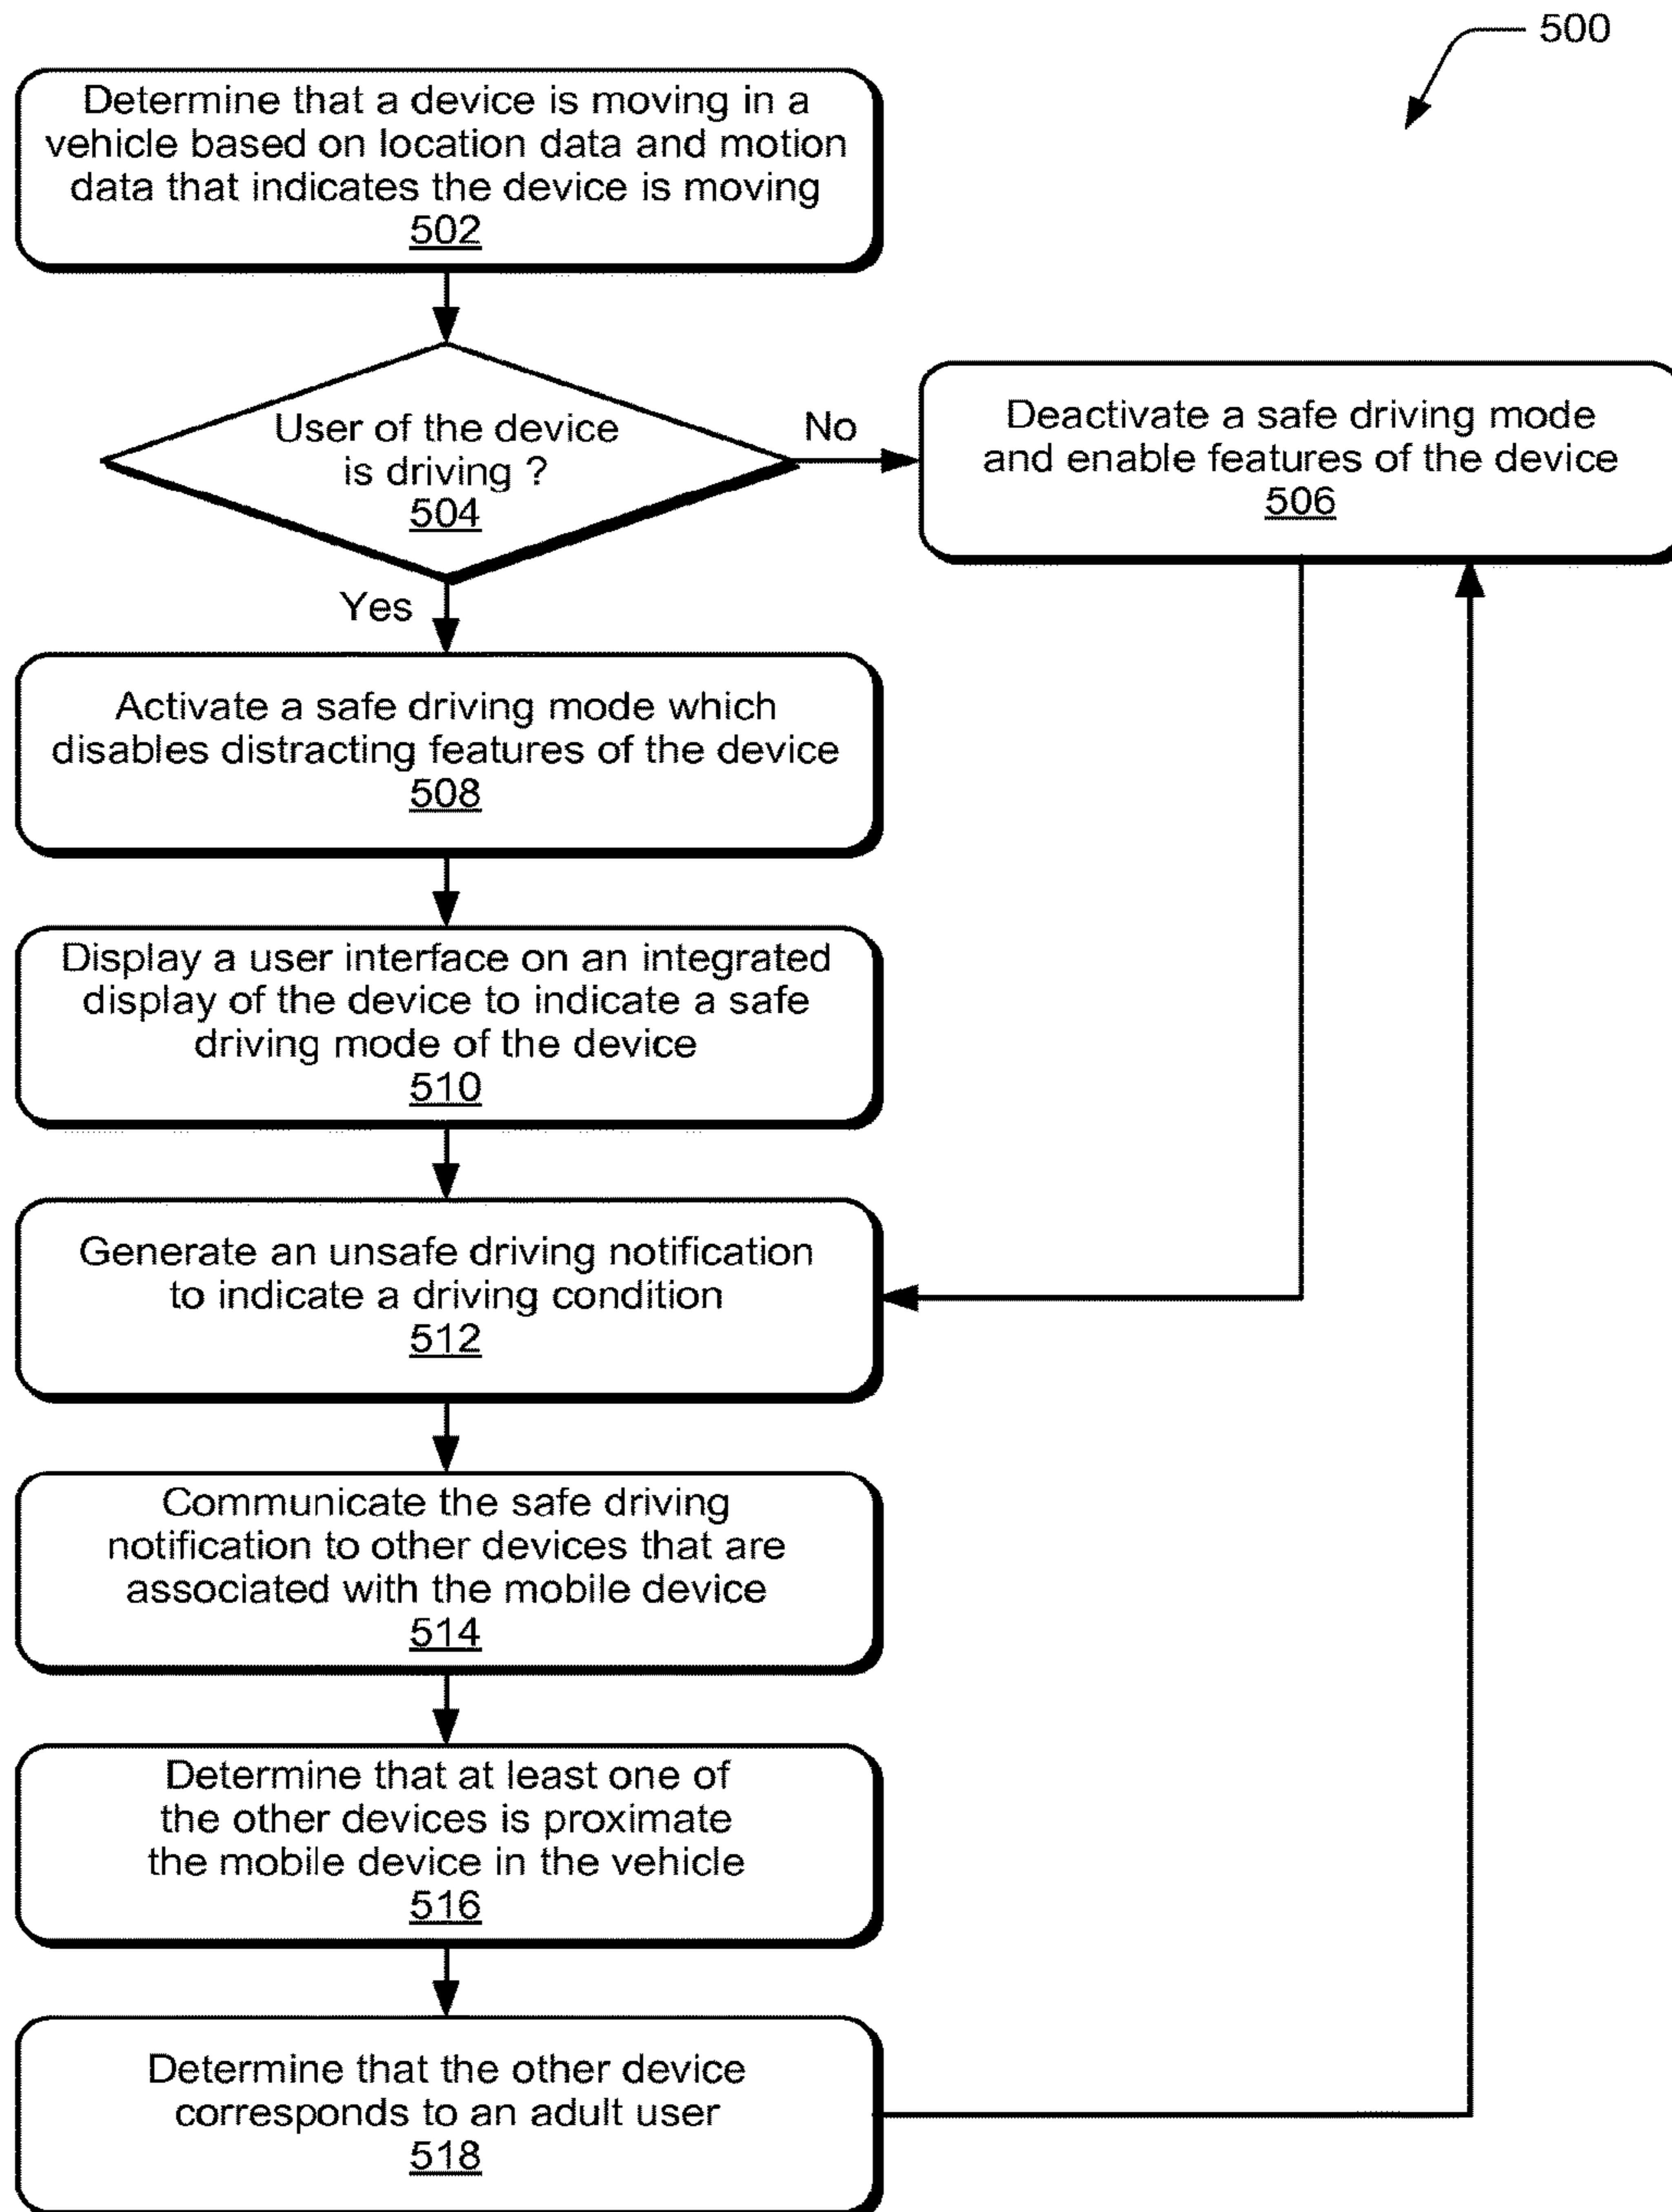 500
Determine that a device is moving in a
vehicle based on location data and motion
data that indicates the device is moving
502
User of the device
is driving ?
504
No
Deactivate a safe driving mode
and enable features of the device
506
Yes
Activate a safe driving mode which
disables distracting features of the device
508
Display a user interface on an integrated
display of the device to indicate a safe
driving mode of the device
510
Generate an unsafe driving notification
to indicate a driving condition
512
Communicate the safe driving
notification to other devices that are
associated with the mobile device
514
Determine that at least one of
the other devices is proximate
the mobile device in the vehicle
516
Determine that the other device
corresponds to an adult user
518